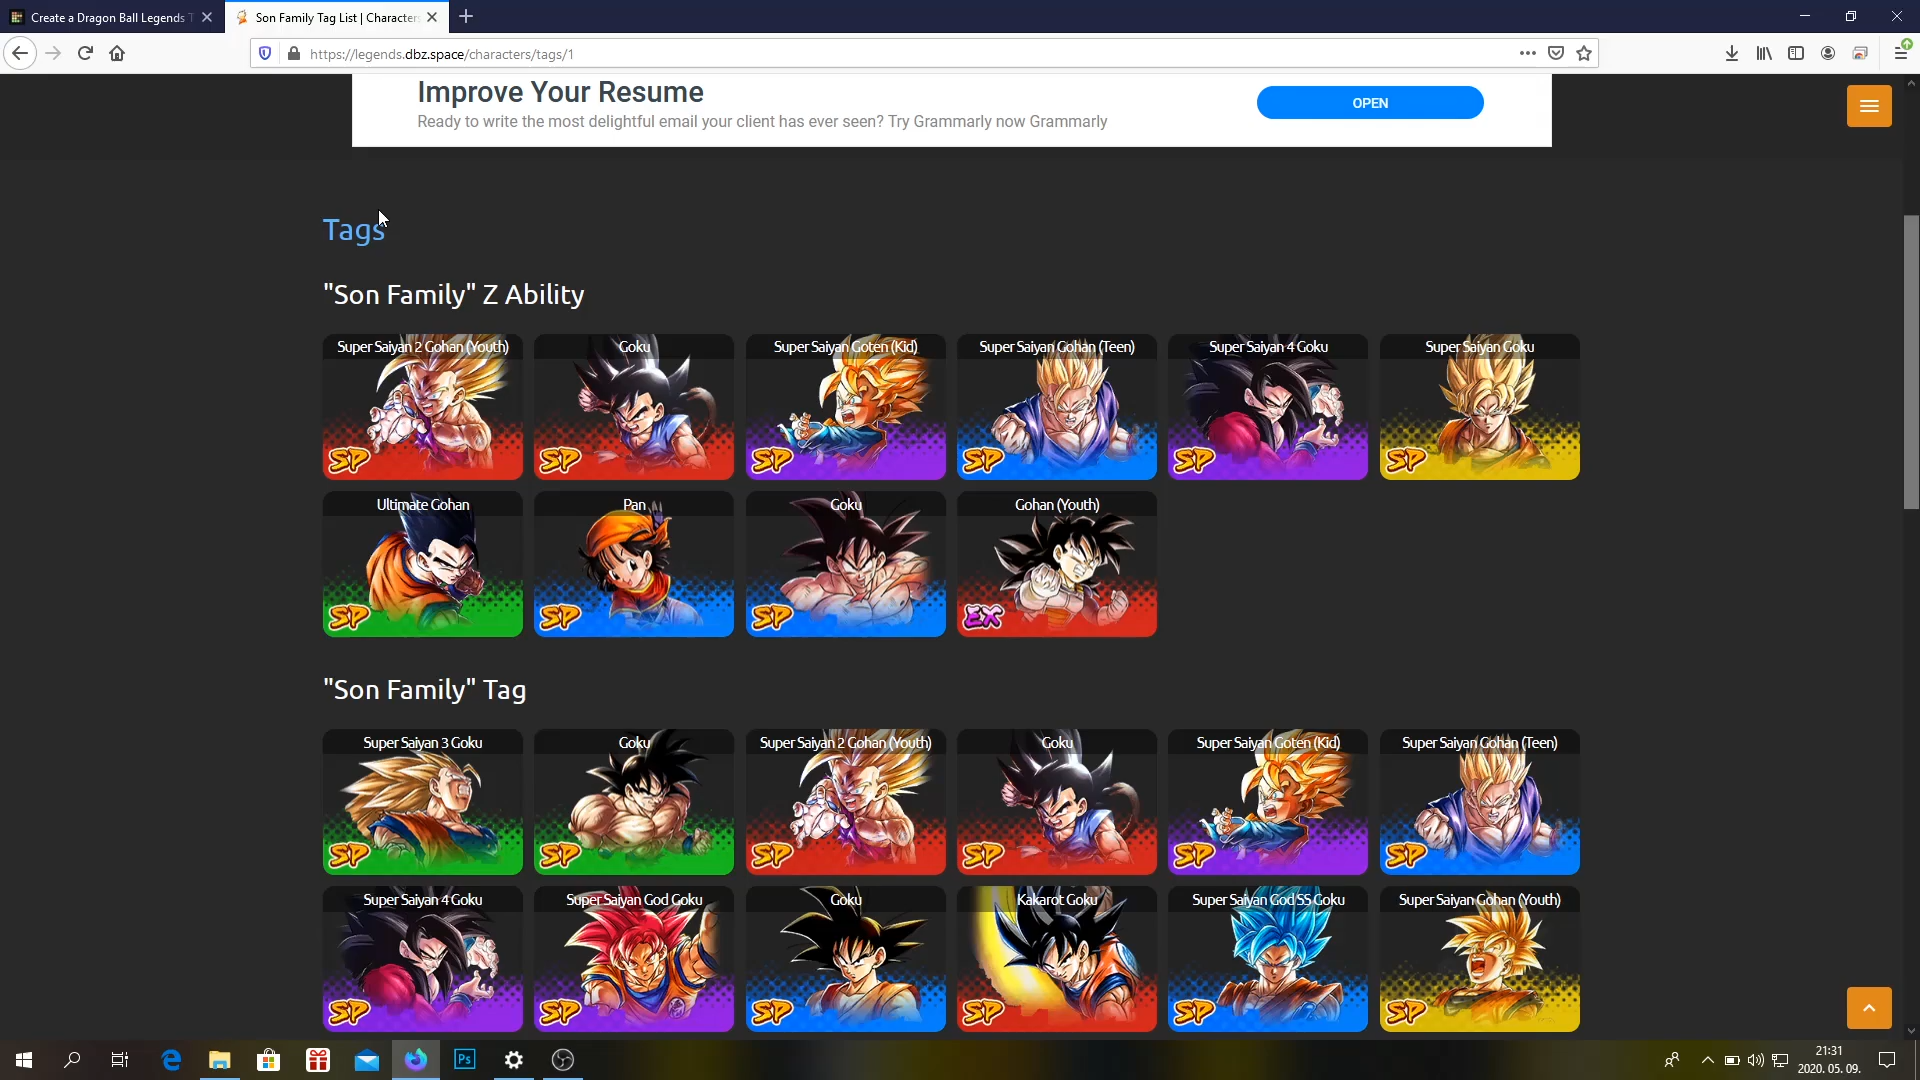 Create a Dragon Ball Legends T
Son Family Tag List | Character
https://legends.dbz.space/characters/tags/1
Improve Your Resume
Ready to write the most delightful email your client has ever seen? Try Grammarly now Grammarly
OPEN
Tags
"Son Family" Z Ability
Super Saiyan 2 Gohan (Youth)
Goku
Super Saiyan Goten (Kid)
Super Saiyan Gohan (Teen)
Super Saiyan 4 Goku
Super Saiyan Goku
SP
SP
SP
SP
SP
SP
Ultimate Gohan
Pan
Goku
Gohan (Youth)
SP
SP
SP
EX
"Son Family" Tag
Super Saiyan 3 Goku
Goku
Super Saiyan 2 Gohan (Youth)
Goku
Super Saiyan Goten (Kid)
Super Saiyan Gohan (Teen)
SP
SP
SP
SP
SP
SP
Super Saiyan 4 Goku
Super Saiyan God Goku
Goku
Kakarot Goku
Super Saiyan God SS Goku
Super Saiyan Gohan (Youth)
SP
SP
SP
SP
SP
SP
Ps
21:31
2020. 05. 09.